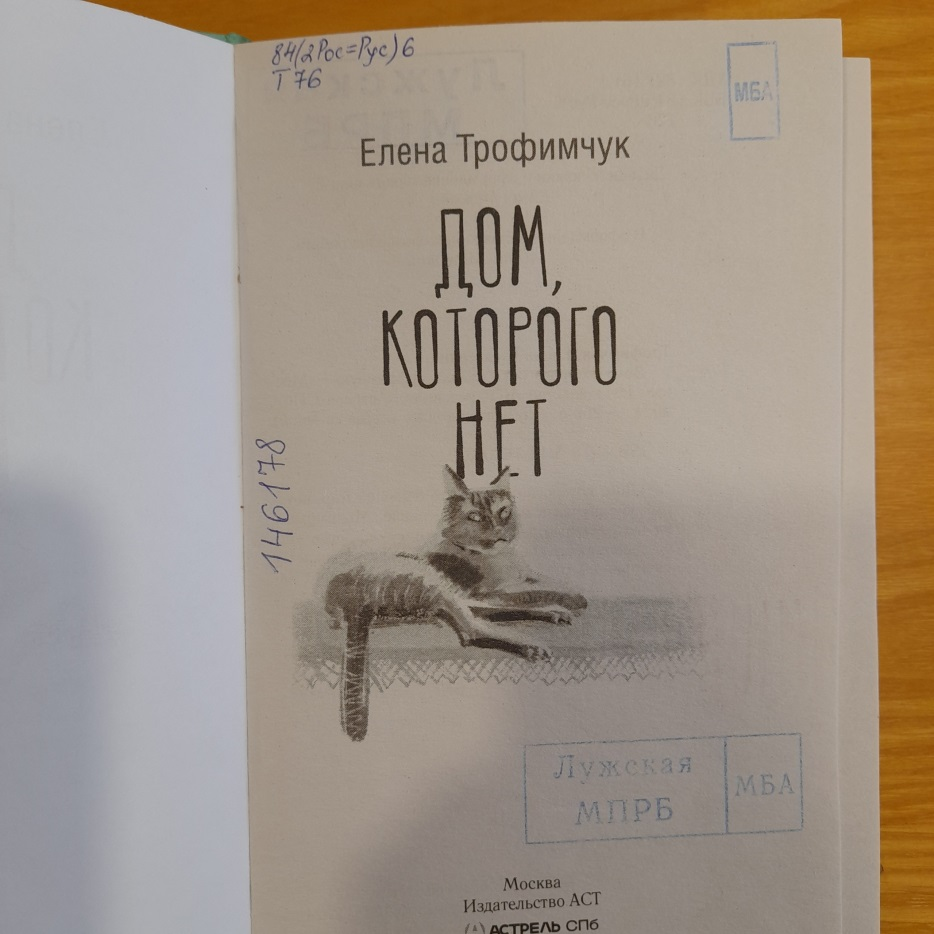 84(2Рос=Рус)6
Т 76
МБА
Елена Трофимчук
ДОМ,
КОТОРОГО
НЕТ
146178
Лужская
МПРБ
МБА
Москва
Издательство АСТ
АСТРЕЛЬ СПб